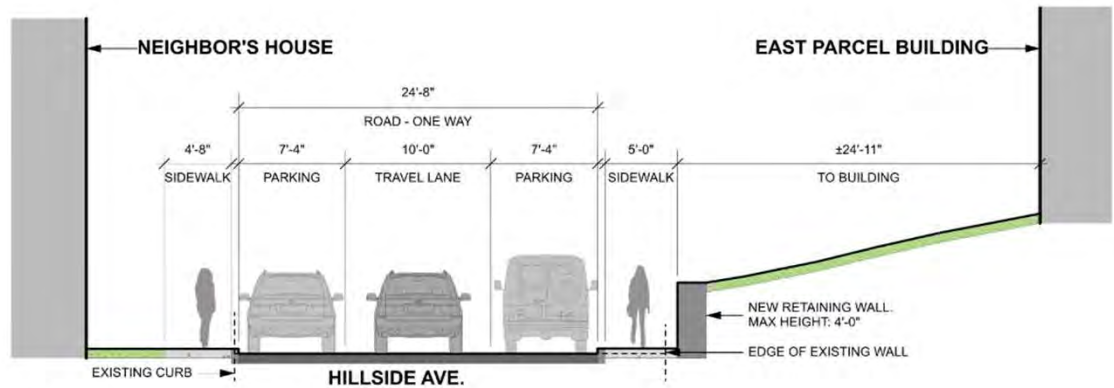 NEIGHBOR'S HOUSE
EAST PARCEL BUILDING
24'-8"
ROAD - ONE WAY
4'-8"
7'-4"
10'-0"
7'-4"
5'-0"
±24'-11"
SIDEWALK
PARKING
TRAVEL LANE
PARKING
SIDEWALK
TO BUILDING
NEW RETAINING WALL.
MAX HEIGHT: 4'-0"
EDGE OF EXISTING WALL
EXISTING CURB
HILLSIDE AVE.